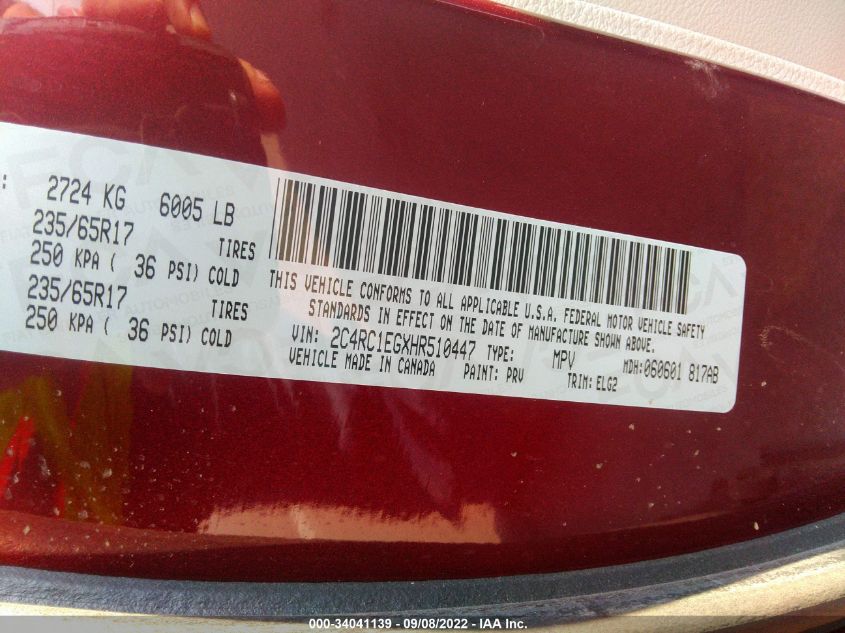 : 2724 KG 6005 LB
235/65R17 TIRES
250 KPA ( 36 PSI) COLD
235/65R17 TIRES
250 KPA ( 36 PSI) COLD
THIS VEHICLE CONFORMS TO ALL APPLICABLE U.S.A. FEDERAL MOTOR VEHICLE SAFETY
STANDARDS IN EFFECT ON THE DATE OF MANUFACTURE SHOWN ABOVE.
VIN: 2C4RC1EGXHR510447 TYPE: MPV MDH:060601 817AB
VEHICLE MADE IN CANADA PAINT: PRV TRIM:ELG2
000-34041139 - 09/08/2022 - IAA Inc.